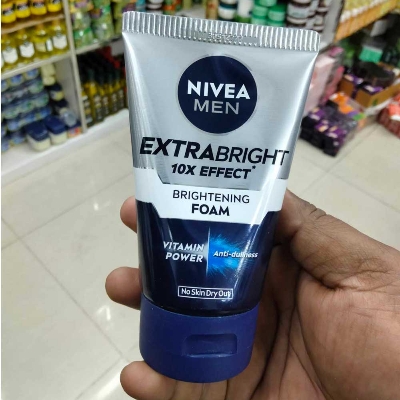 NIVEA
MEN
EXTRABRIGHT
10X EFFECT*
BRIGHTENING
FOAM
VITAMIN
POWER
Anti-dullness
No Skin Dry Out